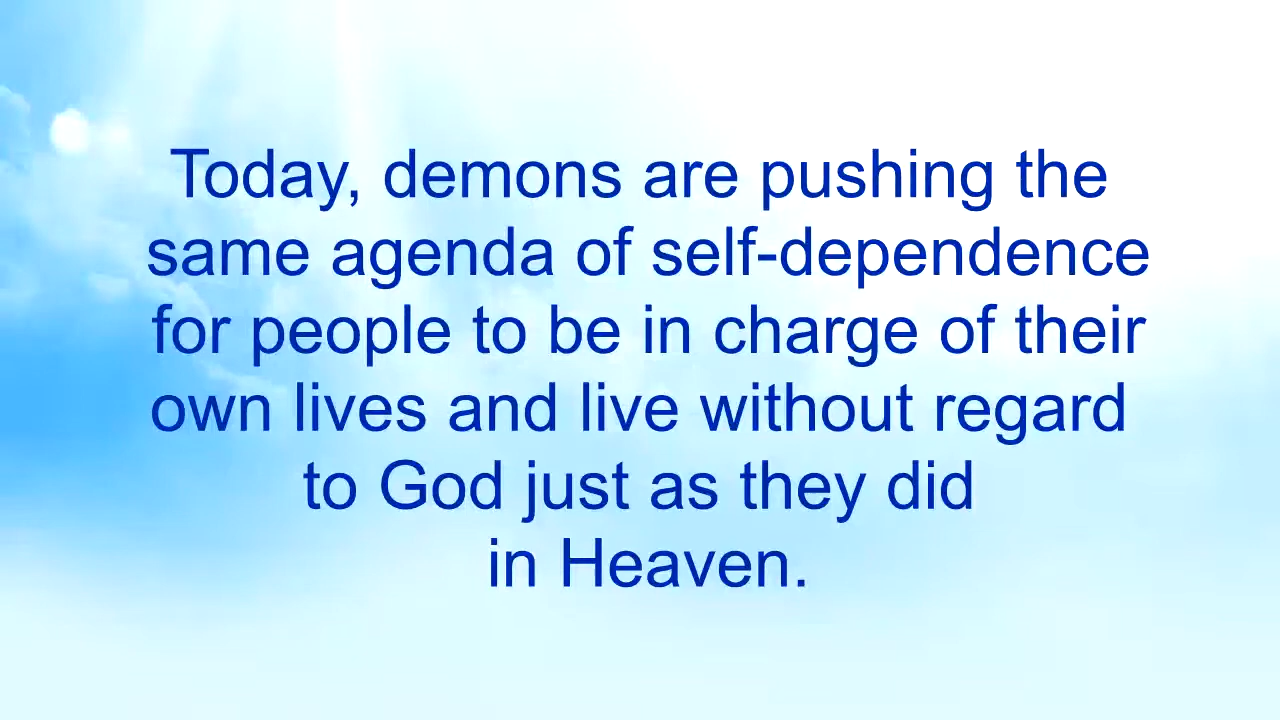 Today, demons are pushing the
same agenda of self-dependence
for people to be in charge of their
own lives and live without regard
to God just as they did
in Heaven.